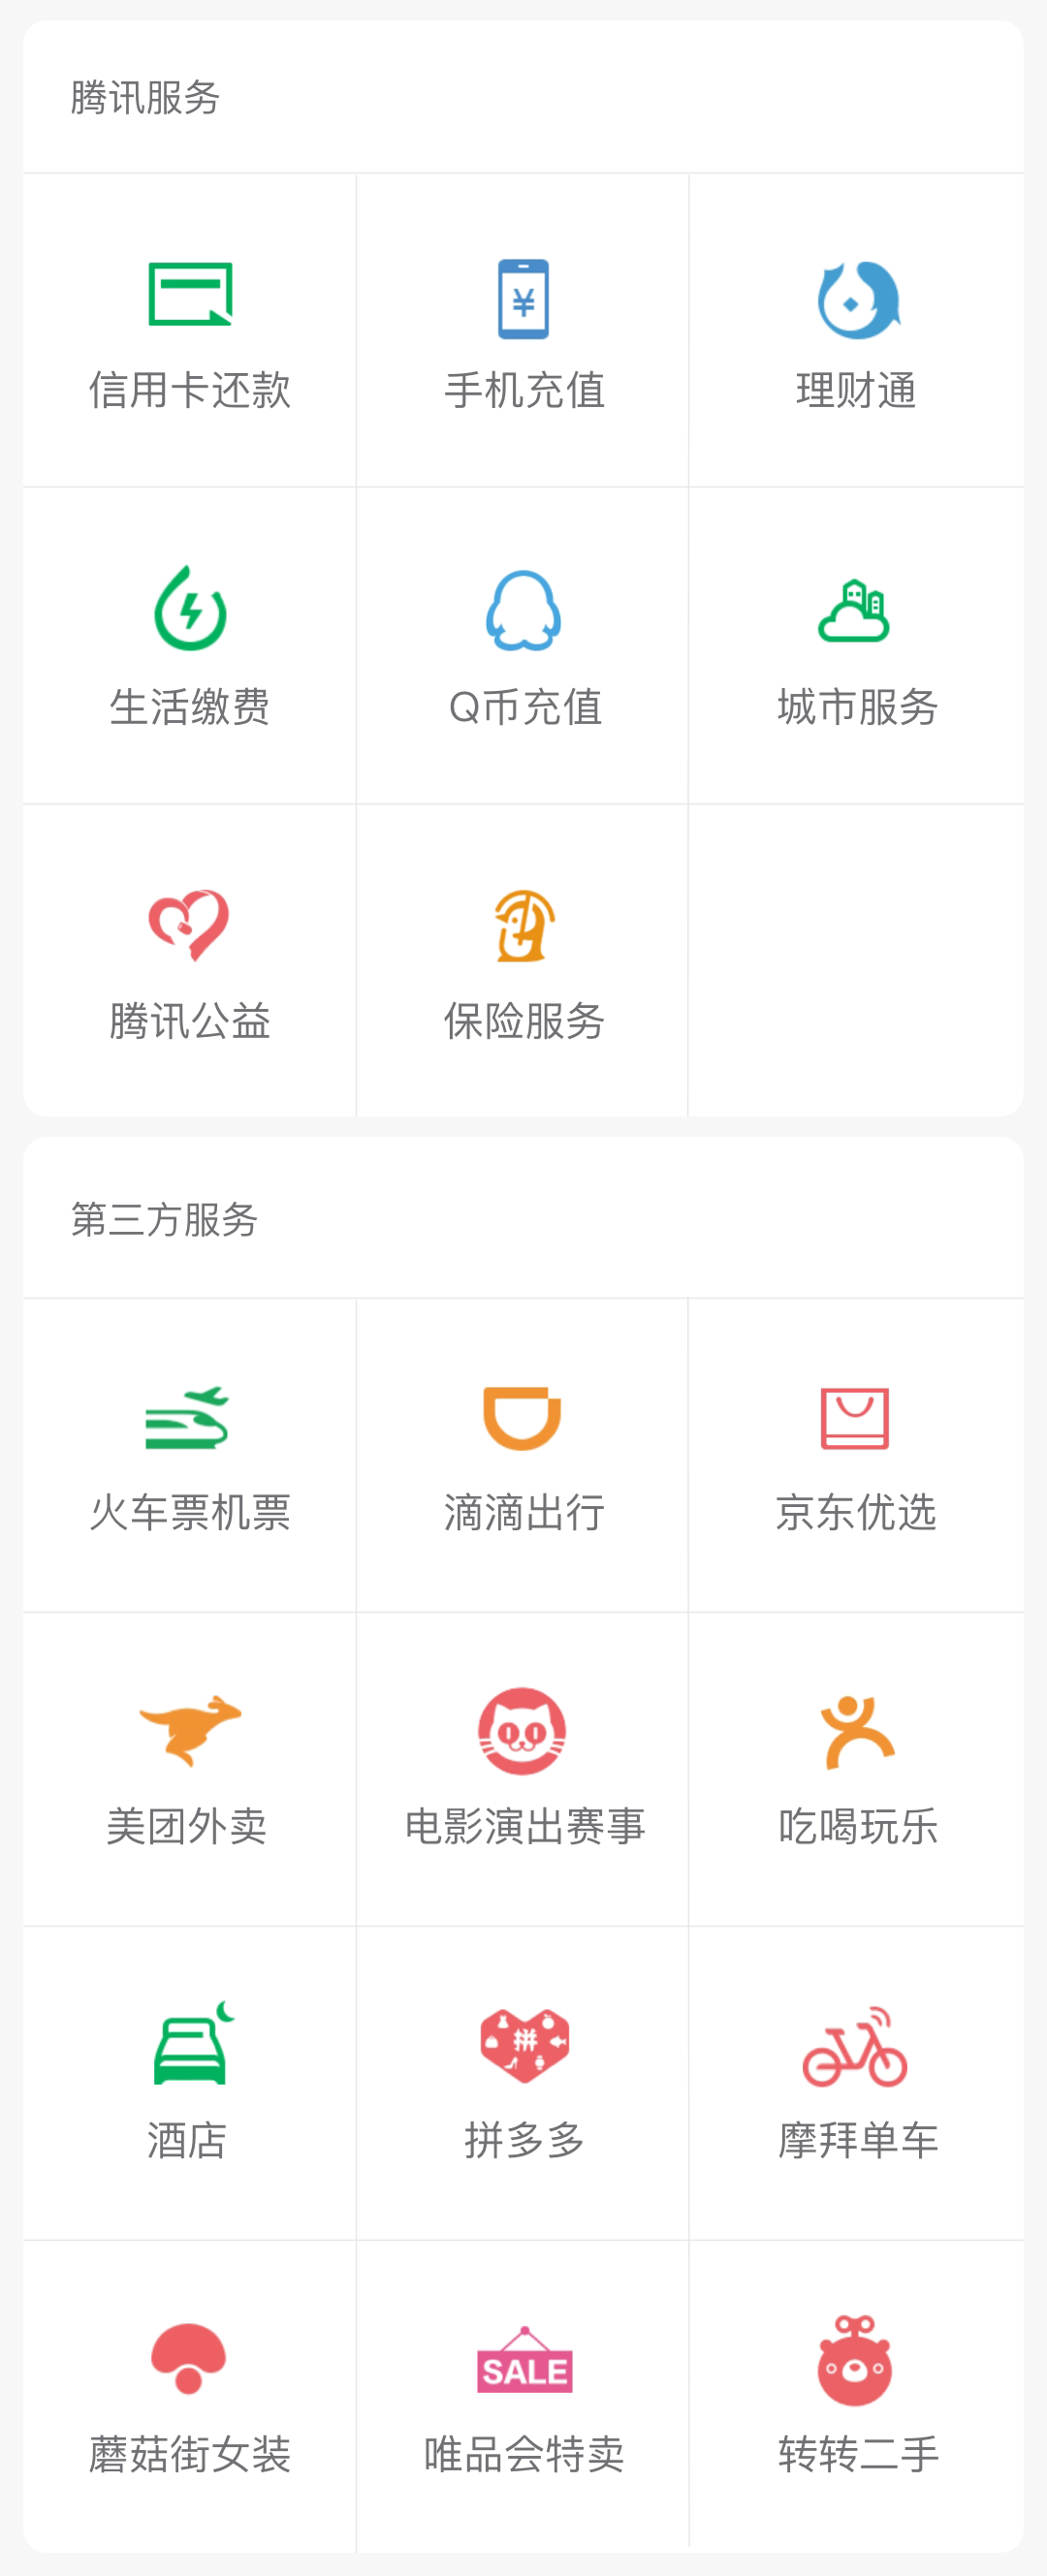 腾讯服务
¥
信用卡还款
手机充值
理财通
生活缴费
Q币充值
城市服务
腾讯公益
保险服务
第三方服务
火车票机票
滴滴出行
京东优选
美团外卖
电影演出赛事
吃喝玩乐
拼
酒店
拼多多
摩拜单车
SALE
蘑菇街女装
唯品会特卖
转转二手